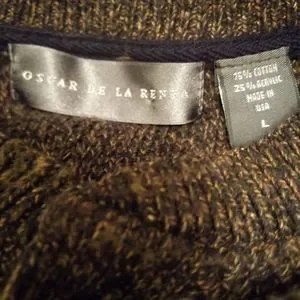 OSCAR DE LA RENTA
75% COTTON
25% ACRYLIC
MADE IN
USA
L